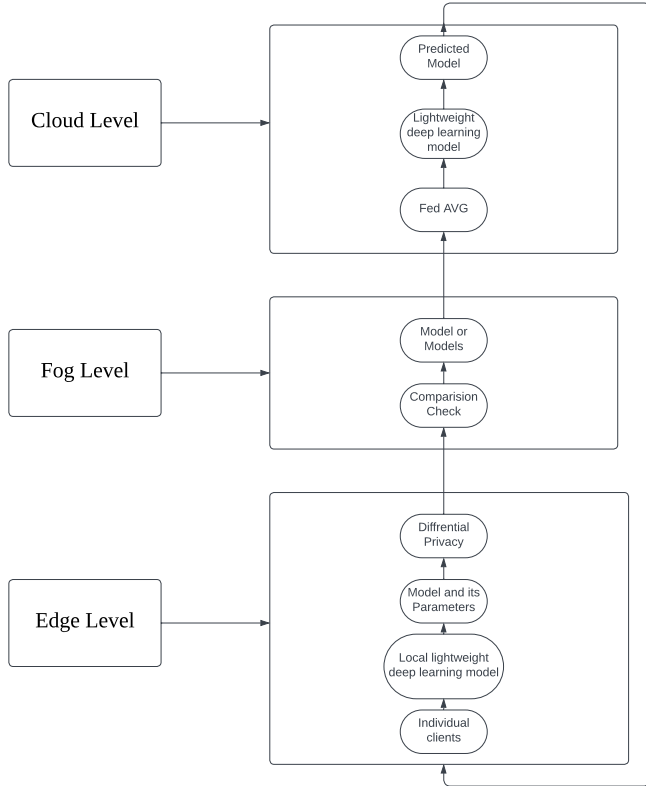 Predicted
Model
Cloud Level
Lightweight
deep learning
model
Fed AVG
Model or
Models
Fog Level
Comparision
Check
Diffrential
Privacy
Model and its
Parameters
Edge Level
Local lightweight
deep learning model
Individual
clients